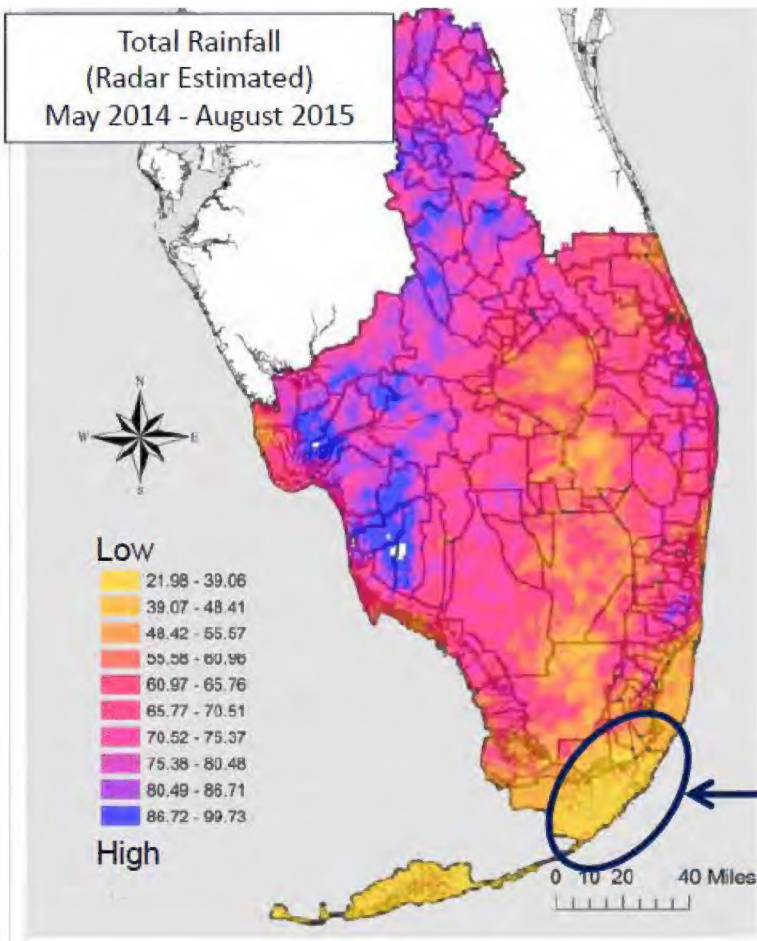 Total Rainfall
(Radar Estimated)
May 2014 - August 2015
N
W E
S
Low
21.98 - 39.06
39.07 - 48.41
48.42 - 55.57
55.58 - 60.96
60.97 - 65.76
65.77 - 70.51
70.52 - 75.37
75.38 - 80.48
80.49 - 86.71
86.72 - 99.73
High
0 10 20 40 Miles